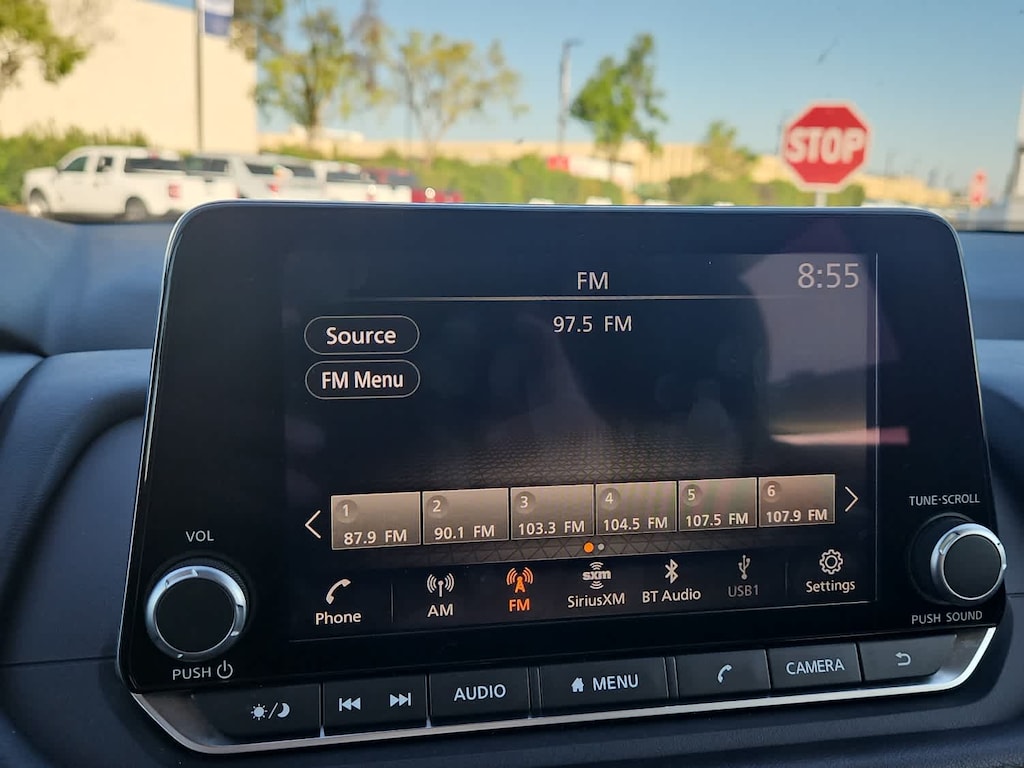 STOP
FM
8:55
97.5 FM
Source
FM Menu
1
87.9 FM
2
90.1 FM
3
103.3 FM
4
104.5 FM
5
107.5 FM
6
107.9 FM
Phone
AM
FM
sxm
SiriusXM
BT Audio
USB1
Settings
VOL
PUSH
TUNE·SCROLL
PUSH SOUND
AUDIO
MENU
CAMERA